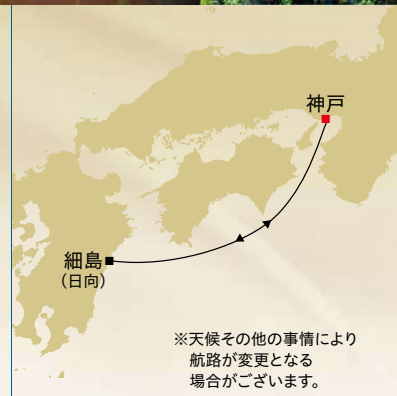 神戸
細島
（日向）
※天候その他の事情により
航路が変更となる
場合がございます。